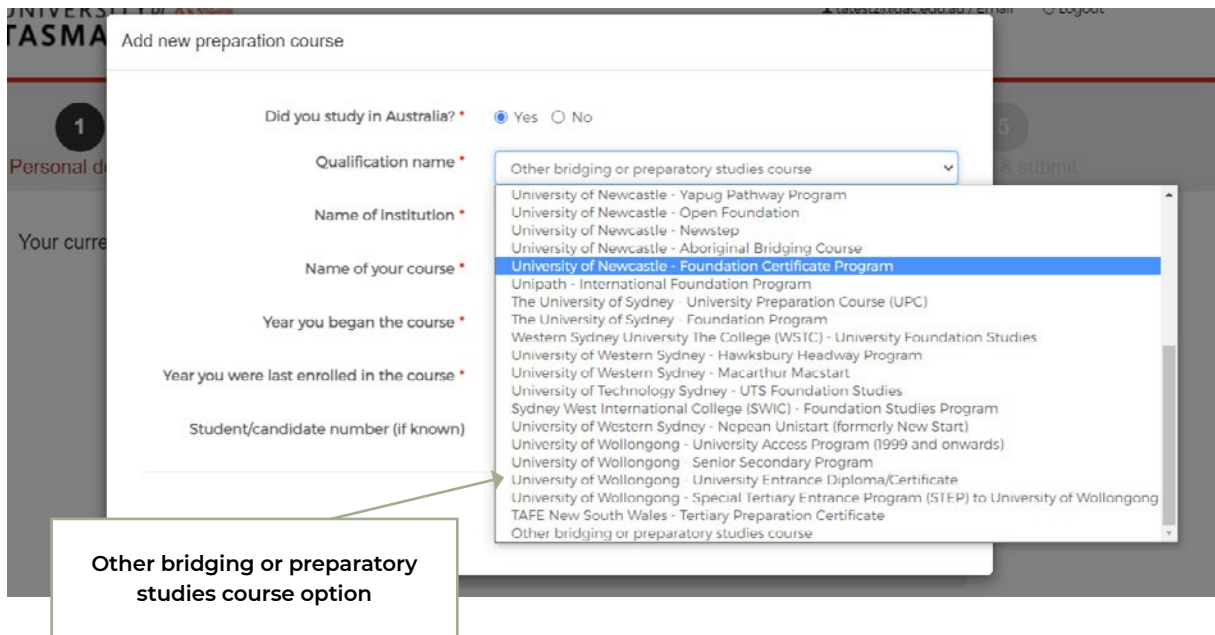 UNIVERSITY of
TASMA
/ Email
Logout
Add new preparation course
1
5
Personal de
& submit
Your curre
Did you study in Australia? *
Yes No
Qualification name *
Other bridging or preparatory studies course
Name of institution *
Name of your course *
Year you began the course *
Year you were last enrolled in the course *
Student/candidate number (if known)
University of Newcastle - Yapug Pathway Program
University of Newcastle - Open Foundation
University of Newcastle - Newstep
University of Newcastle - Aboriginal Bridging Course
University of Newcastle - Foundation Certificate Program
Unipath - International Foundation Program
The University of Sydney - University Preparation Course (UPC)
The University of Sydney - Foundation Program
Western Sydney University The College (WSTC) - University Foundation Studies
University of Western Sydney - Hawksbury Headway Program
University of Western Sydney - Macarthur Macstart
University of Technology Sydney - UTS Foundation Studies
Sydney West International College (SWIC) - Foundation Studies Program
University of Western Sydney - Nepean Unistart (formerly New Start)
University of Wollongong - University Access Program (1999 and onwards)
University of Wollongong - Senior Secondary Program
University of Wollongong - University Entrance Diploma/Certificate
University of Wollongong - Special Tertiary Entrance Program (STEP) to University of Wollongong
TAFE New South Wales - Tertiary Preparation Certificate
Other bridging or preparatory studies course
Other bridging or preparatory
studies course option